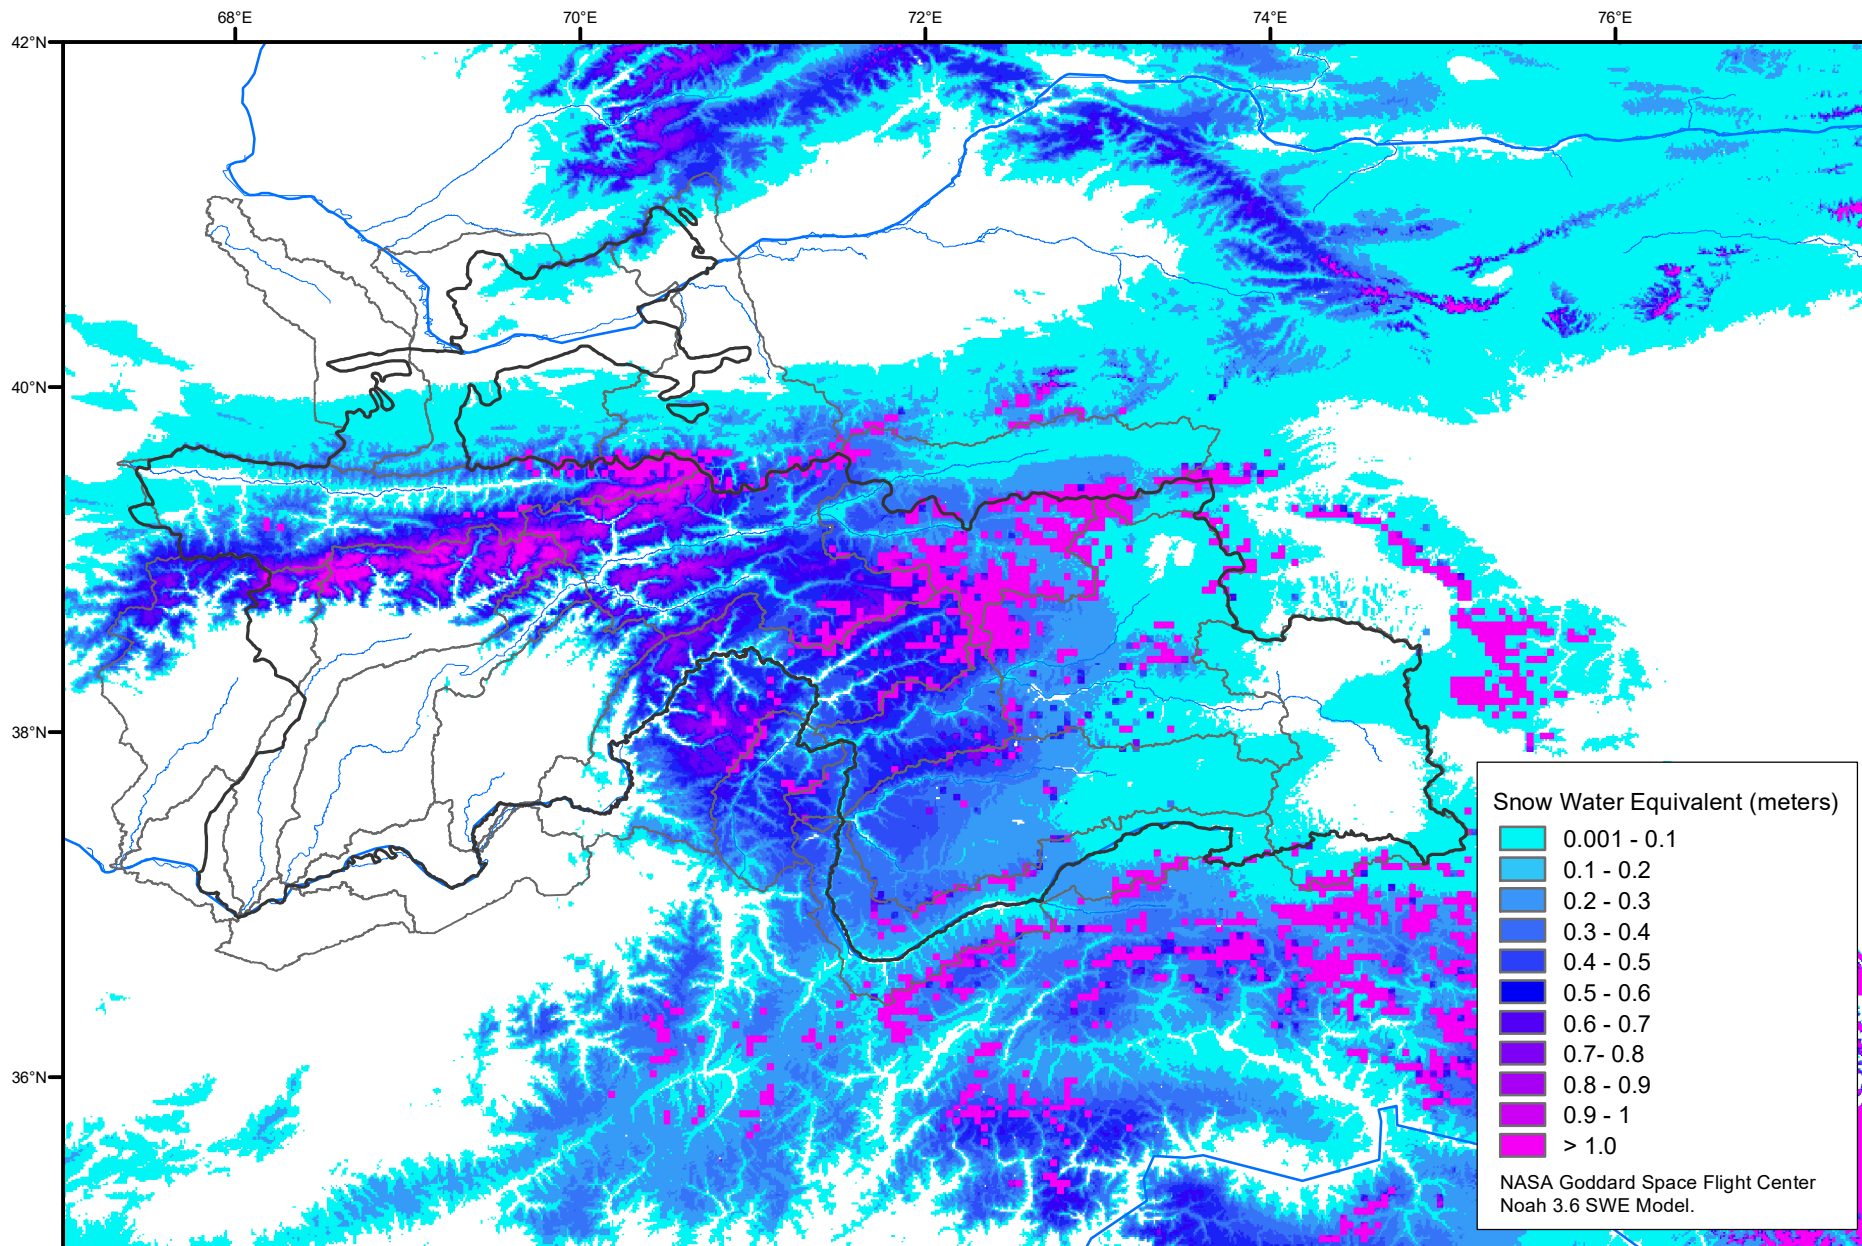 68°E 70°E 72°E 74°E 76°E
42°N
40°N
38°N
36°N
Snow Water Equivalent (meters)
0.001 - 0.1
0.1 - 0.2
0.2 - 0.3
0.3 - 0.4
0.4 - 0.5
0.5 - 0.6
0.6 - 0.7
0.7- 0.8
0.8 - 0.9
0.9 - 1
> 1.0
NASA Goddard Space Flight Center
Noah 3.6 SWE Model.